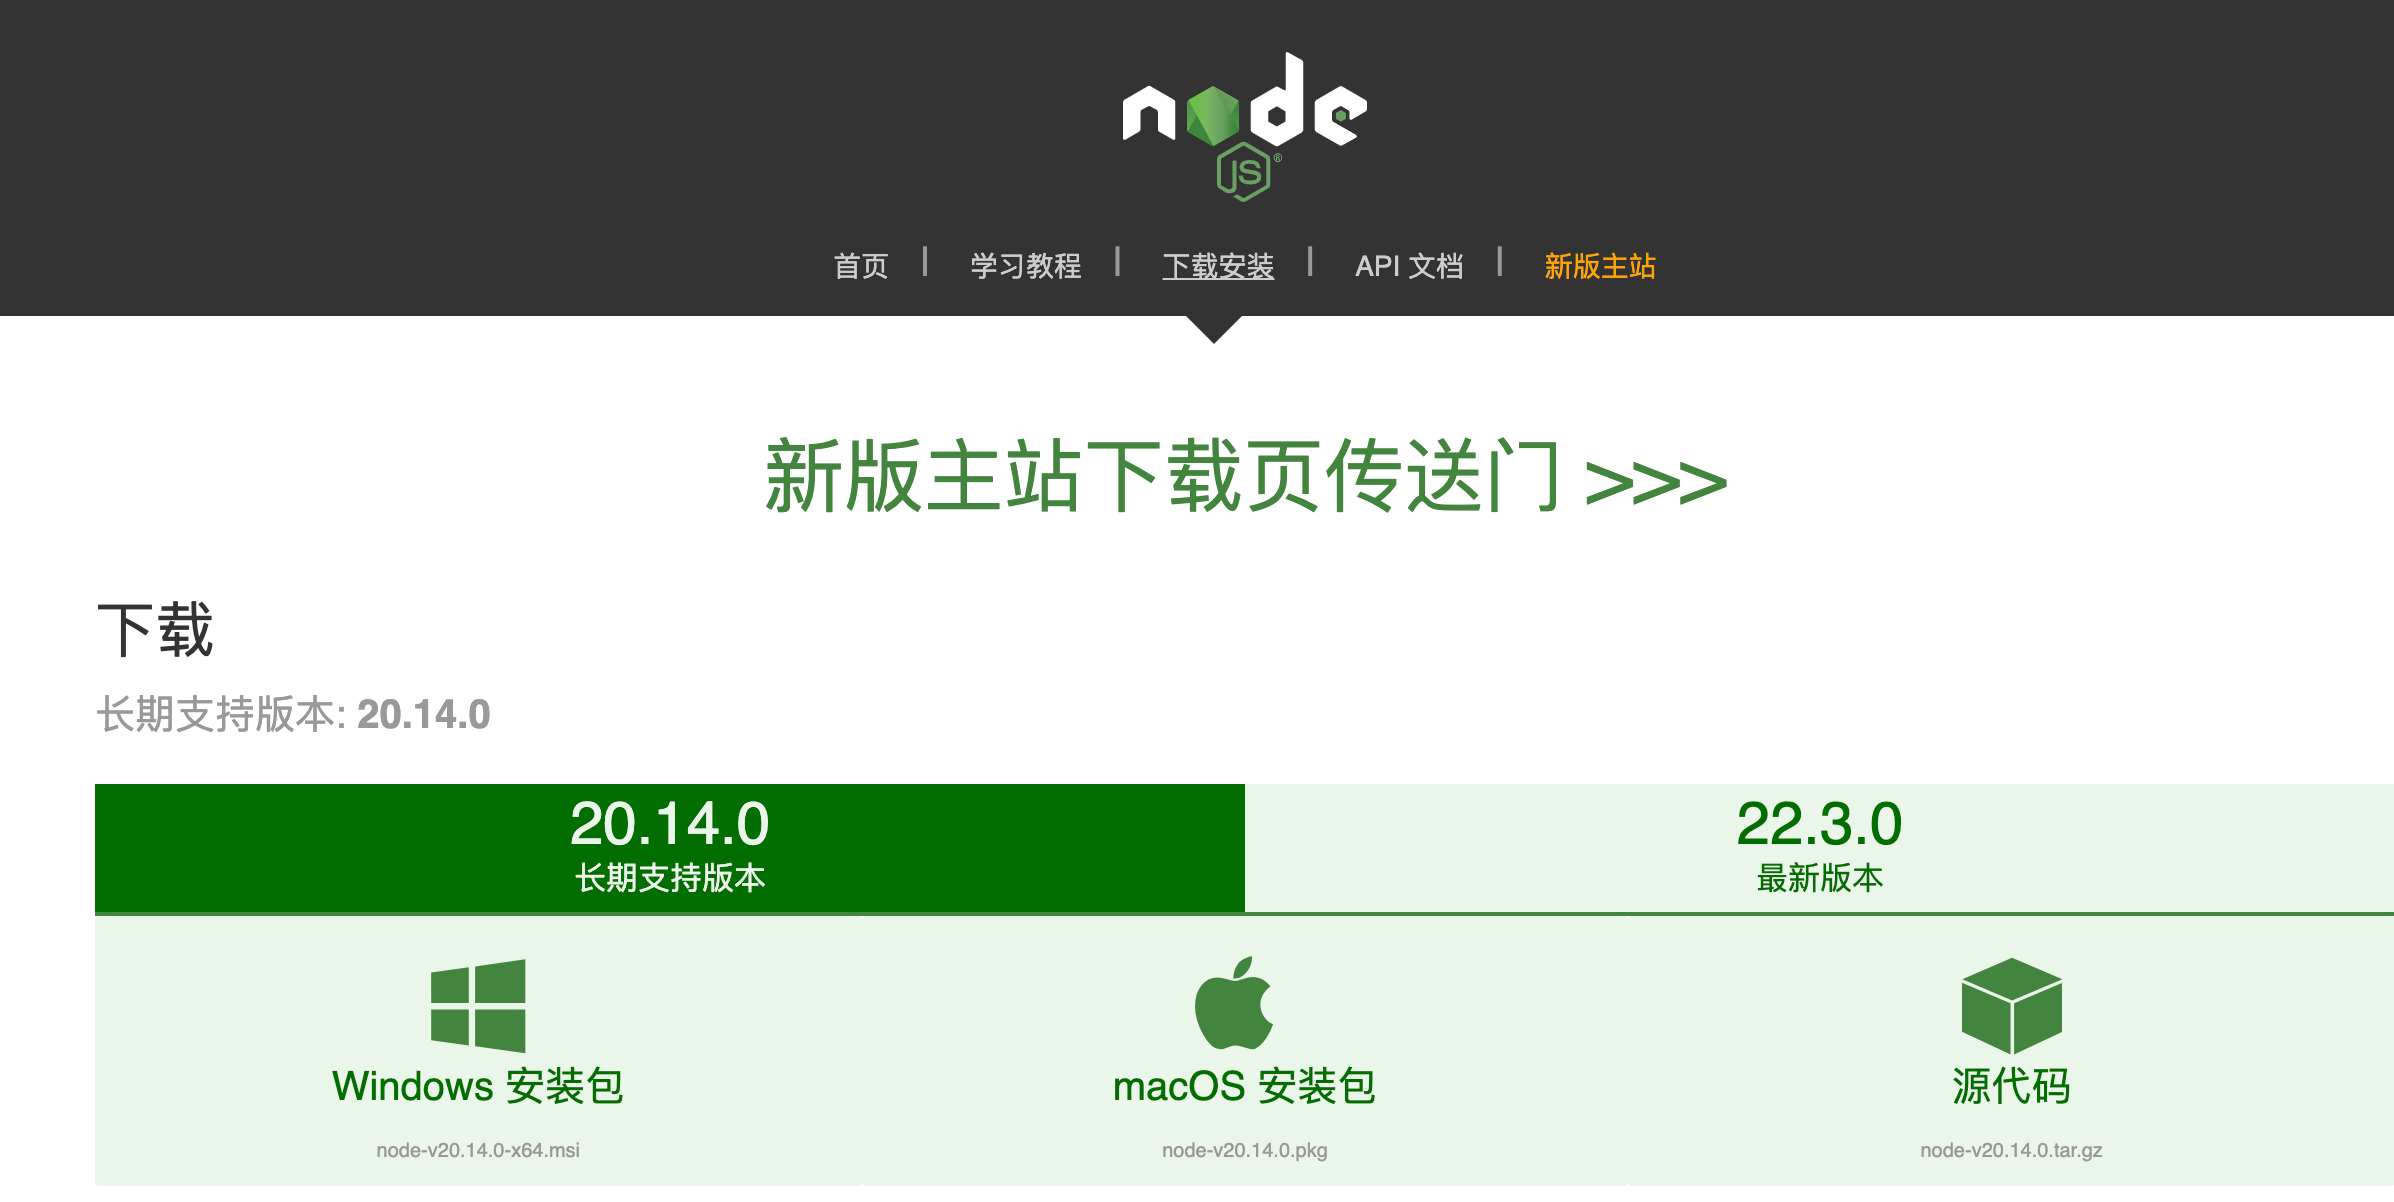 node
JS®
首页 | 学习教程 | 下载安装 | API 文档 | 新版主站
新版主站下载页传送门 >>>
下载
长期支持版本: 20.14.0
20.14.0
长期支持版本
22.3.0
最新版本
Windows 安装包
node-v20.14.0-x64.msi
macOS 安装包
node-v20.14.0.pkg
源代码
node-v20.14.0.tar.gz